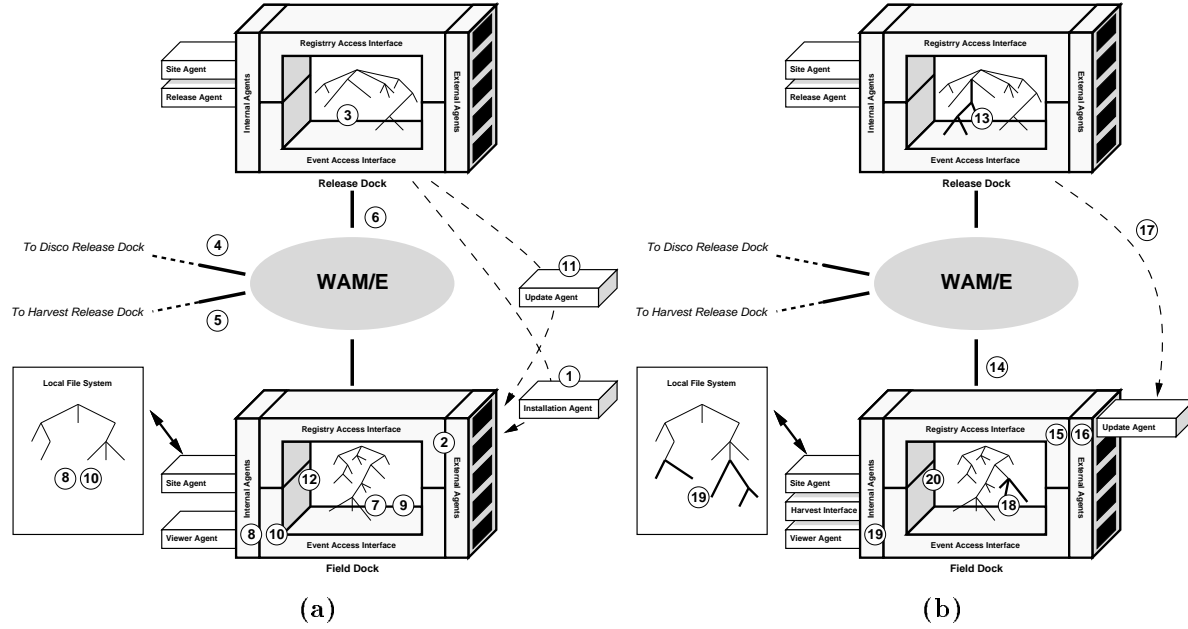 Registrry Access Interface
Site Agent
Release Agent
Internal Agents
External Agents
3
Event Access Interface
Release Dock
6
To Disco Release Dock
4
WAM/E
To Harvest Release Dock
5
11
Update Agent
1
Installation Agent
Local File System
8 10
Registry Access Interface
2
Site Agent
Viewer Agent
Internal Agents
External Agents
12
7 9
8 10
Event Access Interface
Field Dock
(a)
Registrry Access Interface
Site Agent
Release Agent
Internal Agents
External Agents
13
Event Access Interface
Release Dock
17
To Disco Release Dock
WAM/E
To Harvest Release Dock
14
Local File System
19
Registry Access Interface
15 16
Update Agent
Site Agent
Harvest Interface
Viewer Agent
Internal Agents
External Agents
20
18
19
Event Access Interface
Field Dock
(b)